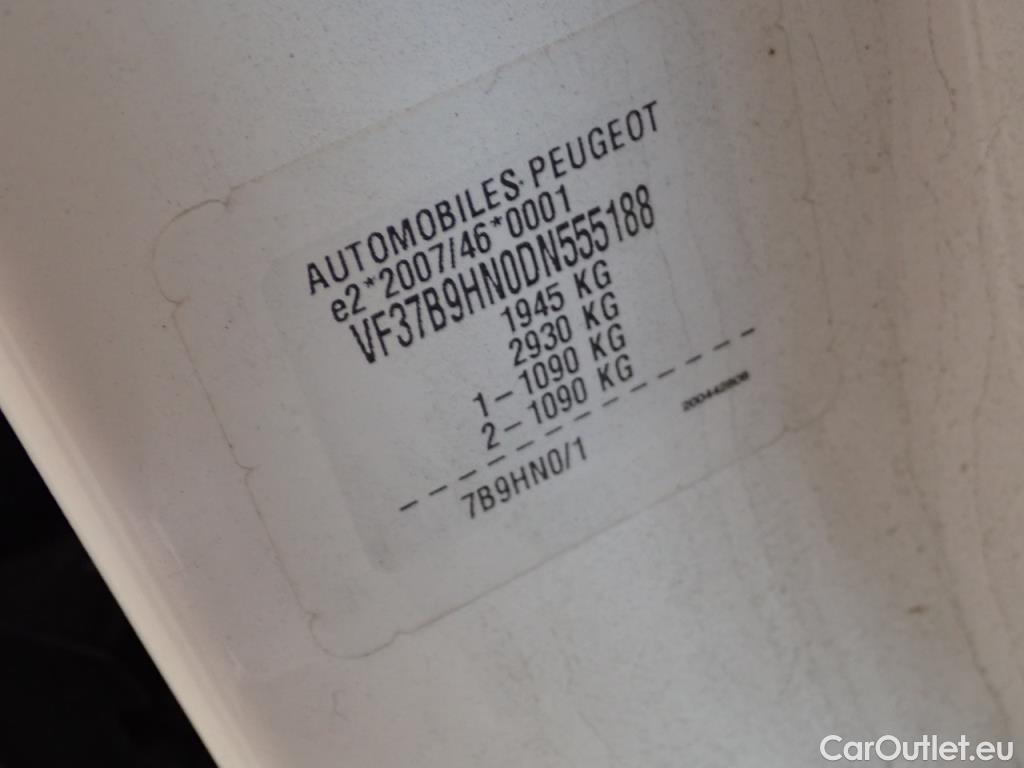 AUTOMOBILES PEUGEOT
e2*2007/46*0001
VF37B9HN0DN555188
1945 KG
2930 KG
1-1090 KG
2-1090 KG
7B9HN0/1
200442808
CarOutlet.eu